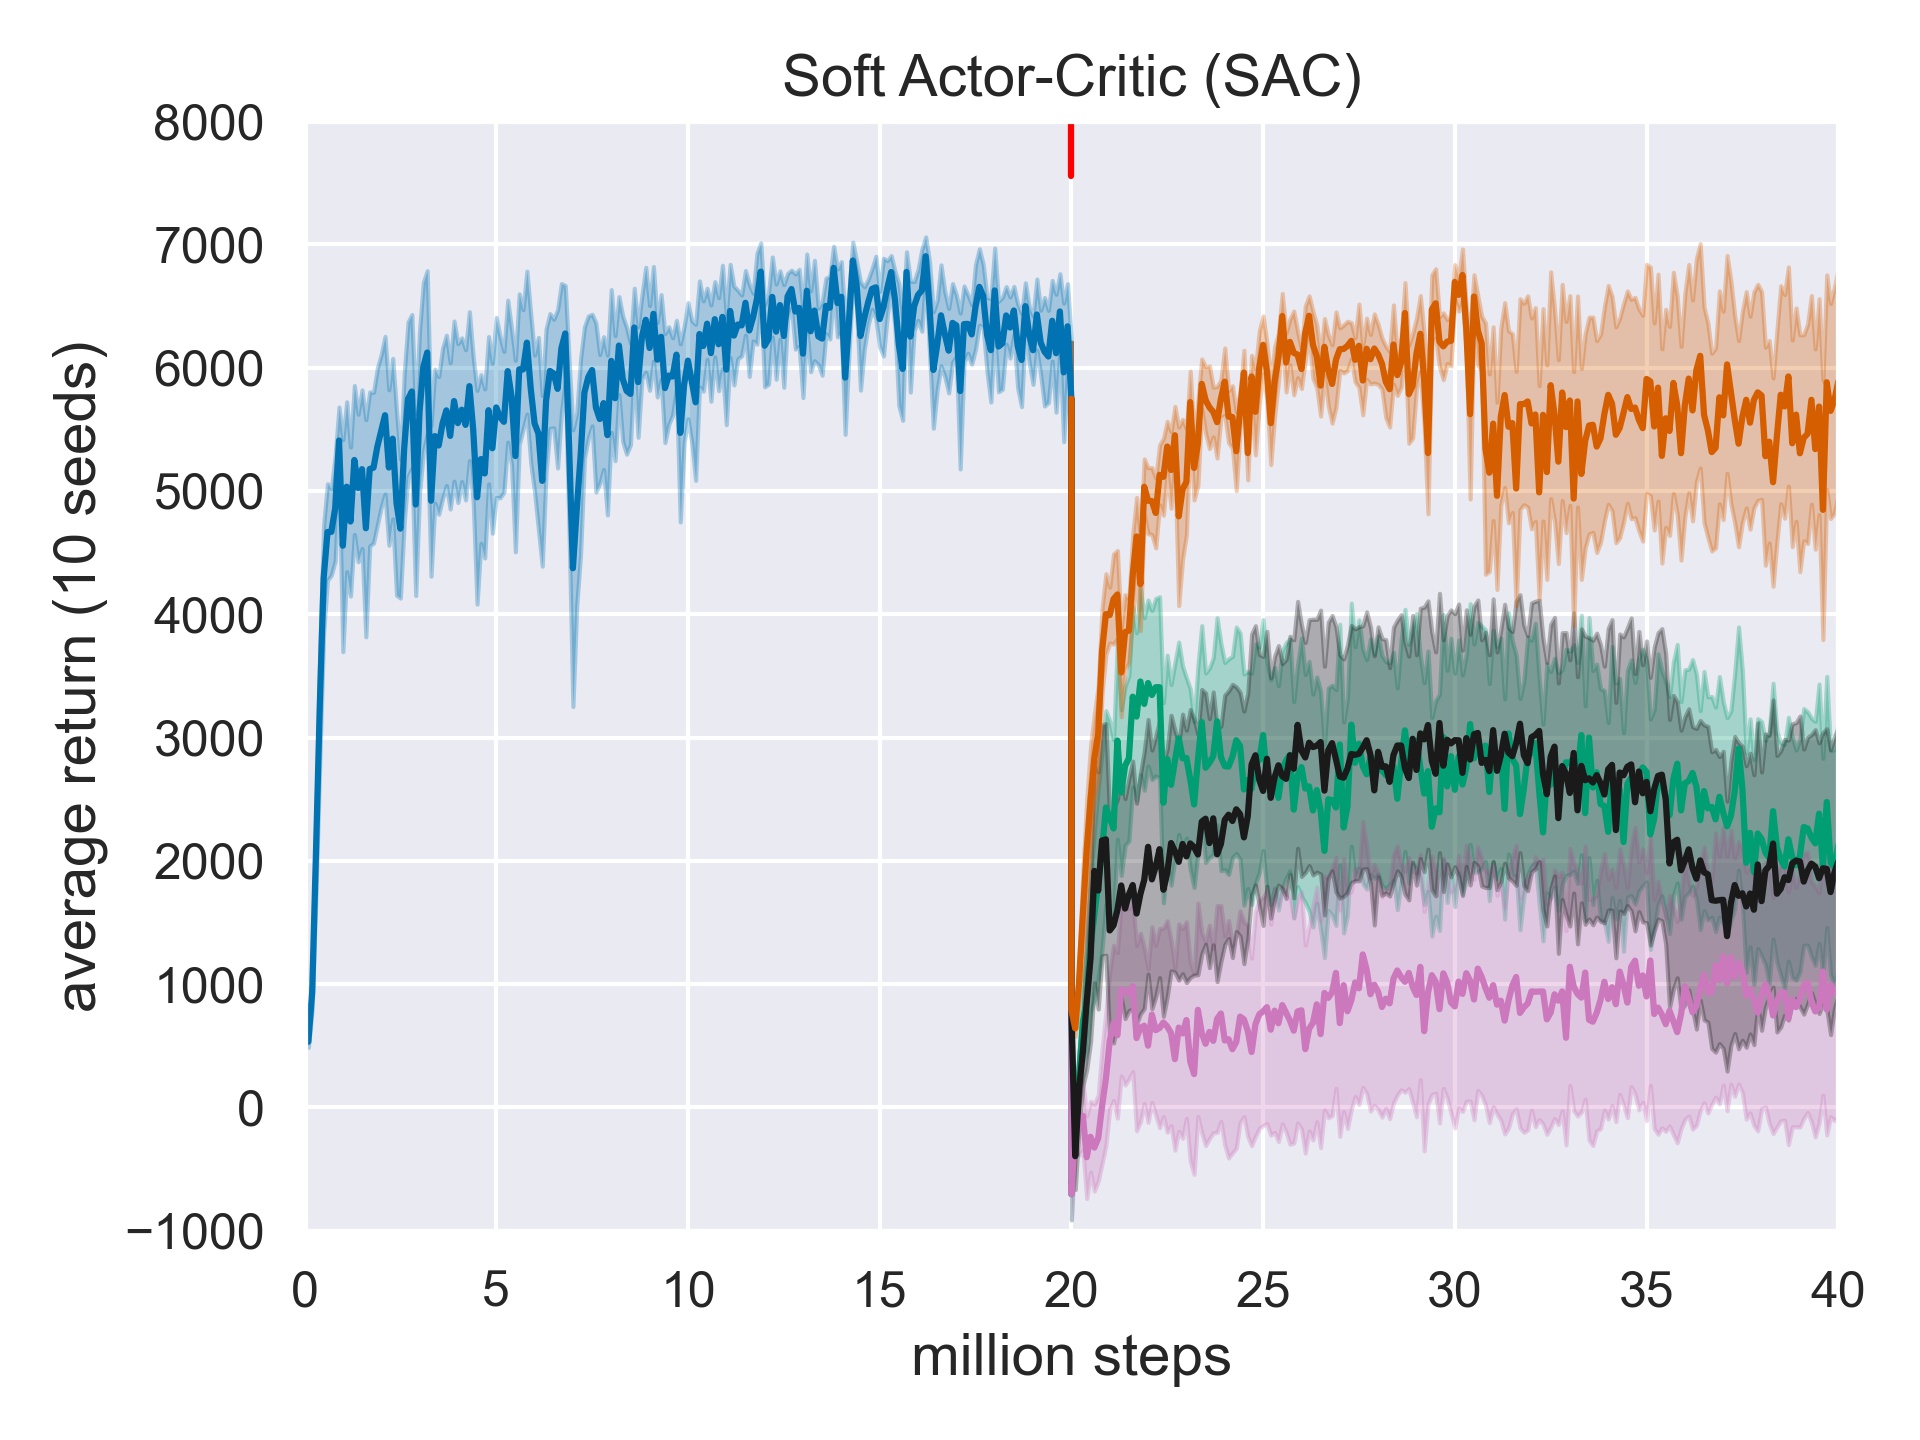 Soft Actor-Critic (SAC)
8000
7000
6000
5000
4000
3000
2000
1000
0
−1000
average return (10 seeds)
0 5 10 15 20 25 30 35 40
million steps